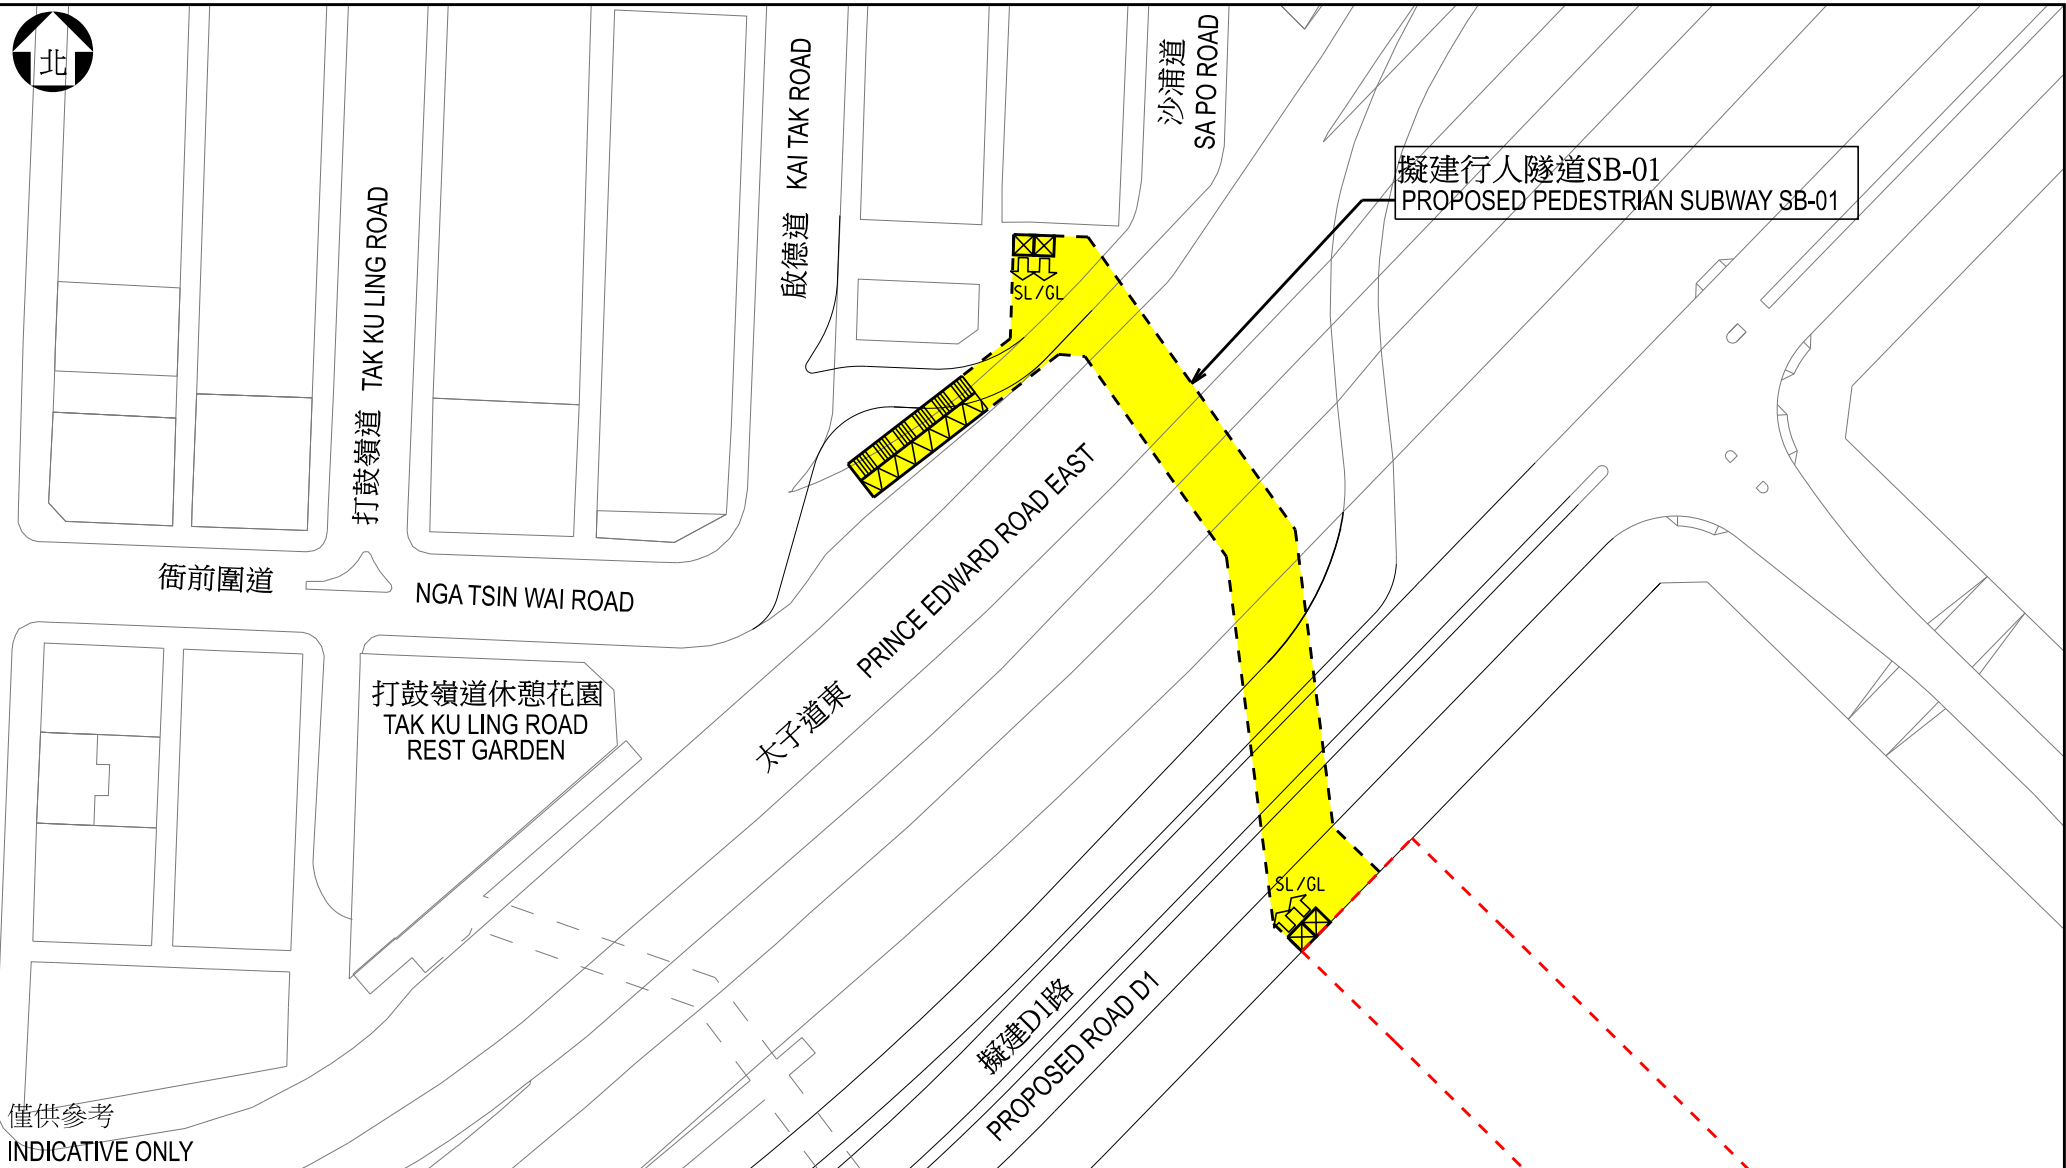 北
打鼓嶺道 TAK KU LING ROAD
啟德道 KAI TAK ROAD
沙浦道
SA PO ROAD
擬建行人隧道SB-01
PROPOSED PEDESTRIAN SUBWAY SB-01
SL/GL
衙前圍道 NGA TSIN WAI ROAD
太子道東 PRINCE EDWARD ROAD EAST
打鼓嶺道休憩花園
TAK KU LING ROAD
REST GARDEN
SL/GL
擬建D1路
PROPOSED ROAD D1
僅供參考
INDICATIVE ONLY